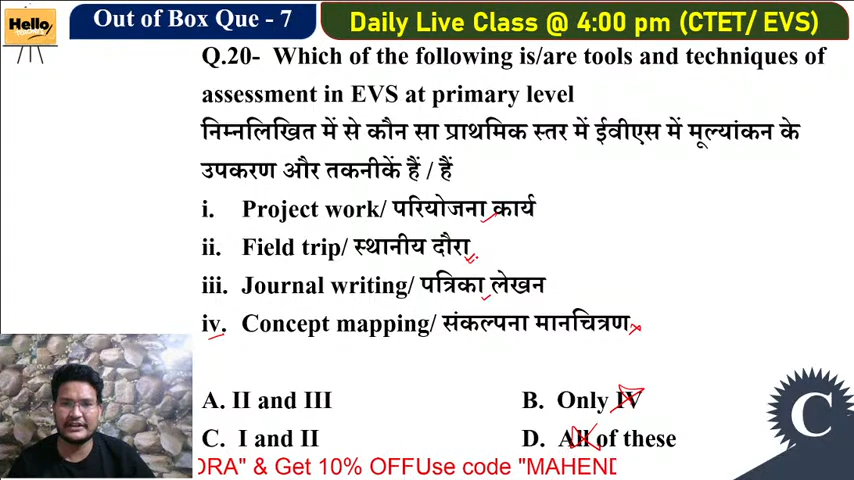 Hello
Out of Box Que - 7
Daily Live Class @ 4:00 pm (CTET/ EVS)
Q.20- Which of the following is/are tools and techniques of
assessment in EVS at primary level
निम्नलिखित में से कौन सा प्राथमिक स्तर में ईवीएस में मूल्यांकन के
उपकरण और तकनीकें हैं / हैं
i. Project work/ परियोजना कार्य
ii. Field trip/ स्थानीय दौरा
iii. Journal writing/ पत्रिका लेखन
iv. Concept mapping/ संकल्पना मानचित्रण
A. II and III
B. Only IV
C. I and II
D. All of these
C
DRA" & Get 10% OFFUse code "MAHEND